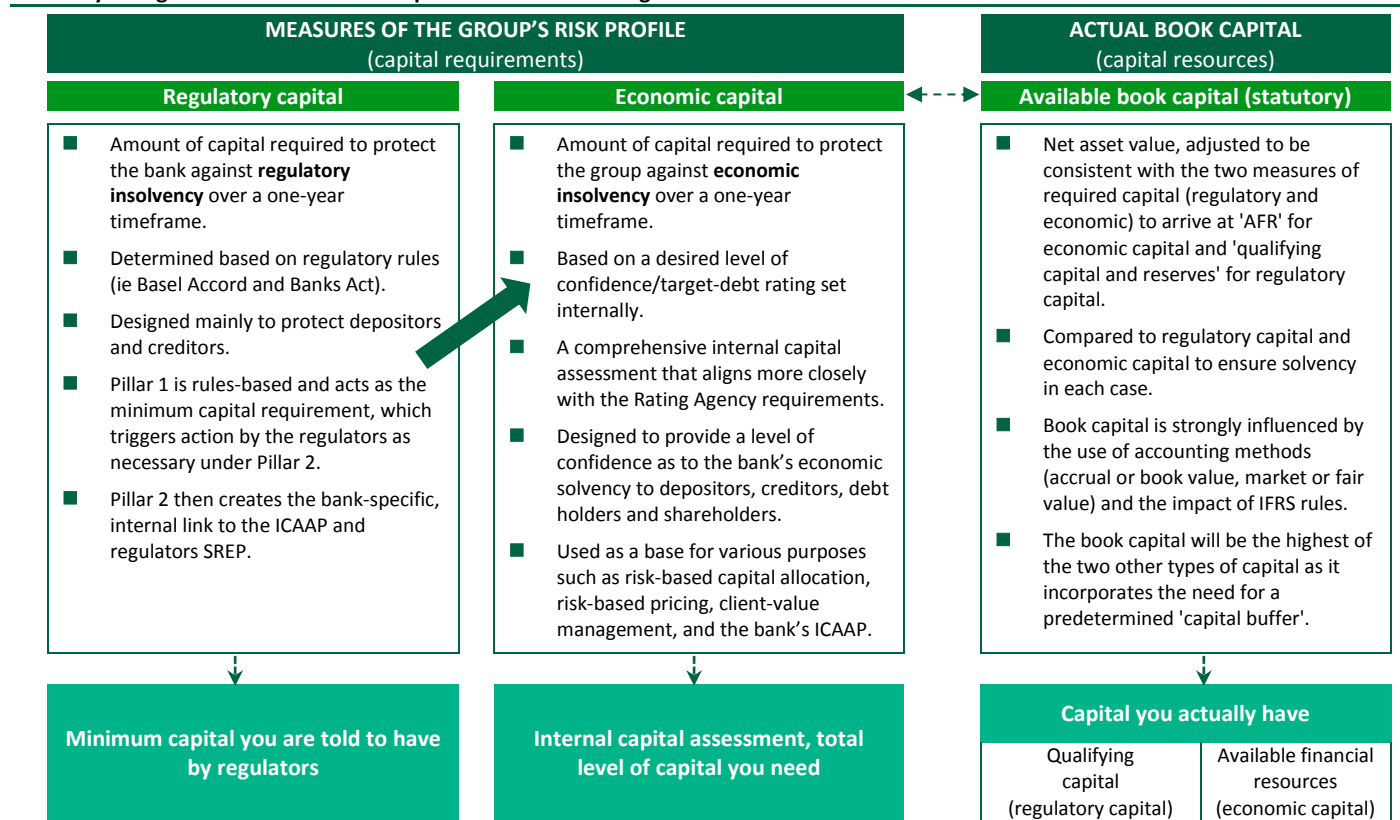 MEASURES OF THE GROUP'S RISK PROFILE
(capital requirements)
ACTUAL BOOK CAPITAL
(capital resources)
Regulatory capital
Economic capital
Available book capital (statutory)
■ Amount of capital required to protect
the bank against regulatory
insolvency over a one-year
timeframe.
■ Determined based on regulatory rules
(ie Basel Accord and Banks Act).
■ Designed mainly to protect depositors
and creditors.
■ Pillar 1 is rules-based and acts as the
minimum capital requirement, which
triggers action by the regulators as
necessary under Pillar 2.
■ Pillar 2 then creates the bank-specific,
internal link to the ICAAP and
regulators SREP.
■ Amount of capital required to protect
the group against economic
insolvency over a one-year
timeframe.
■ Based on a desired level of
confidence/target-debt rating set
internally.
■ A comprehensive internal capital
assessment that aligns more closely
with the Rating Agency requirements.
■ Designed to provide a level of
confidence as to the bank's economic
solvency to depositors, creditors, debt
holders and shareholders.
■ Used as a base for various purposes
such as risk-based capital allocation,
risk-based pricing, client-value
management, and the bank's ICAAP.
■ Net asset value, adjusted to be
consistent with the two measures of
required capital (regulatory and
economic) to arrive at 'AFR' for
economic capital and 'qualifying
capital and reserves' for regulatory
capital.
■ Compared to regulatory capital and
economic capital to ensure solvency
in each case.
■ Book capital is strongly influenced by
the use of accounting methods
(accrual or book value, market or fair
value) and the impact of IFRS rules.
■ The book capital will be the highest of
the two other types of capital as it
incorporates the need for a
predetermined 'capital buffer'.
Minimum capital you are told to have
by regulators
Internal capital assessment, total
level of capital you need
Capital you actually have
Qualifying
capital
(regulatory capital)
Available financial
resources
(economic capital)